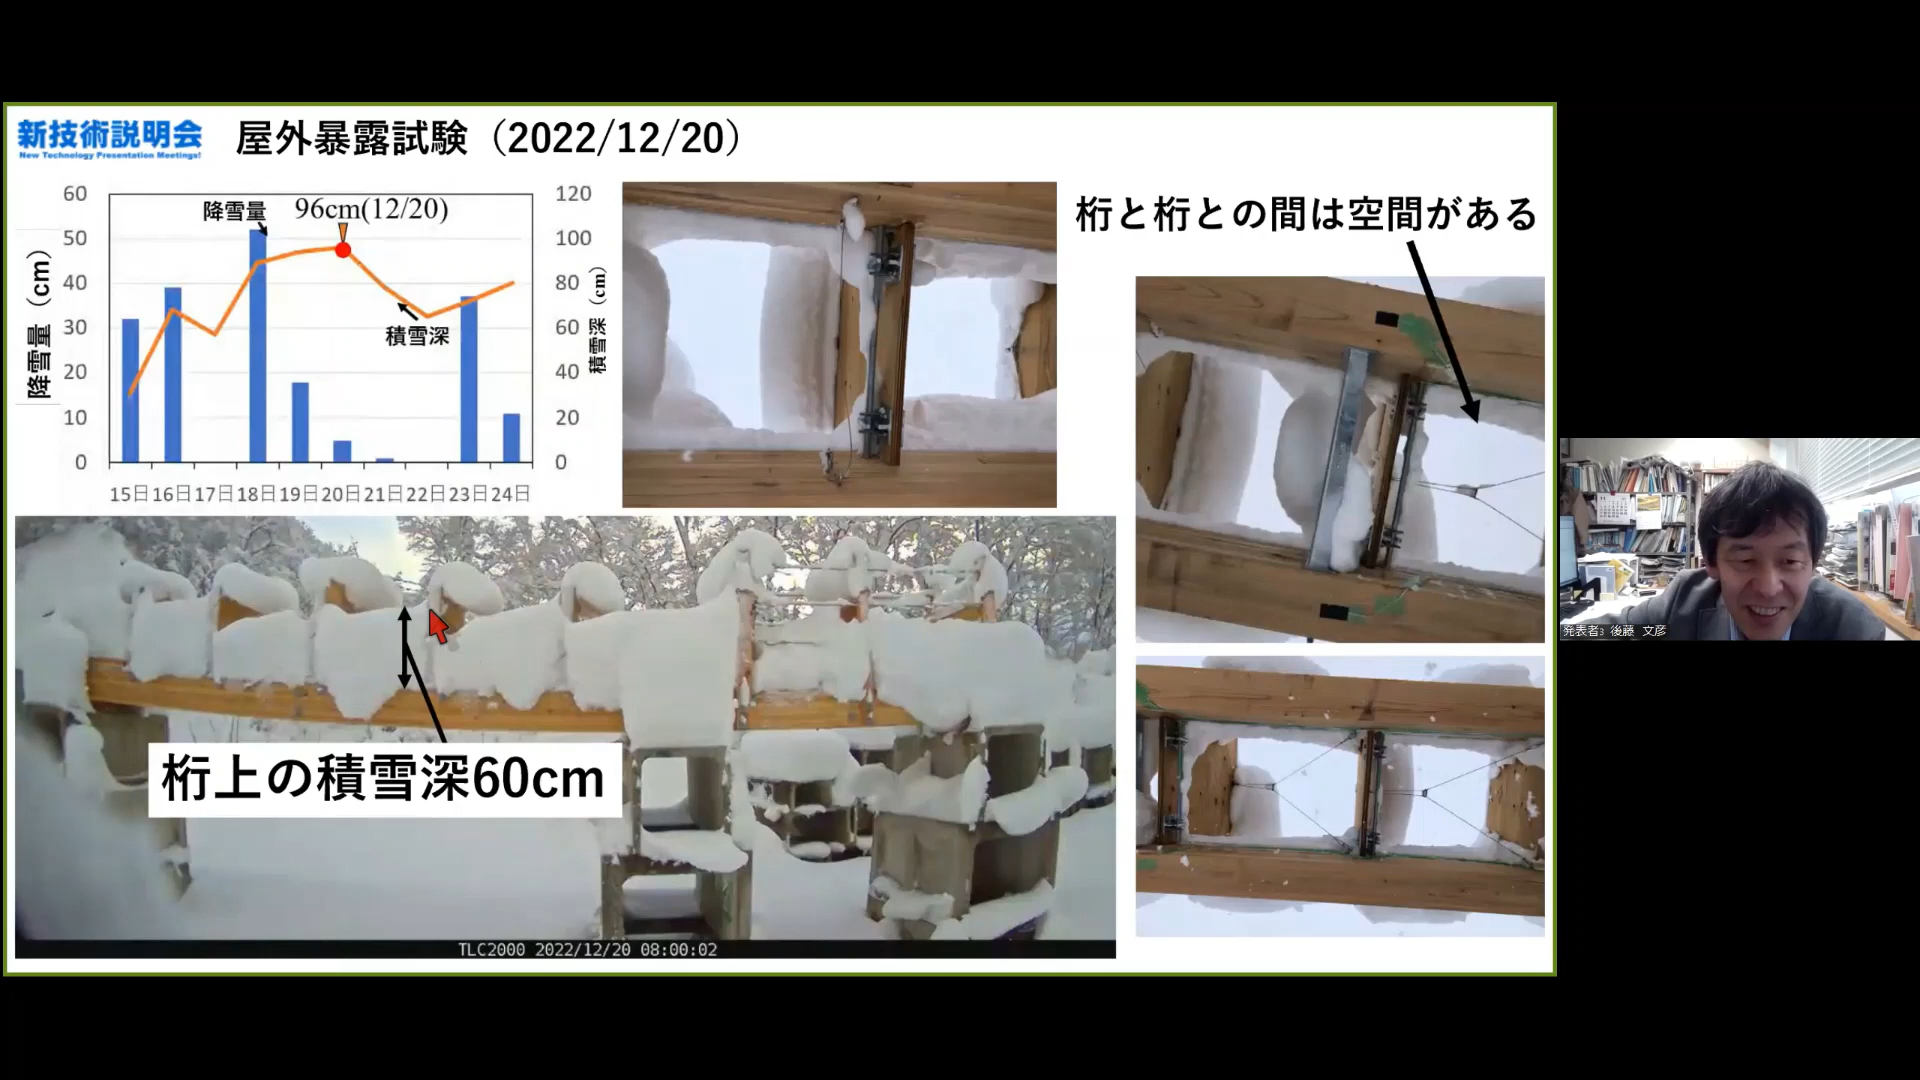 新技術説明会
New Technology Presentation Meetings!
屋外暴露試験（2022/12/20）
降雪量（cm）
60
50
40
30
20
10
0
降雪量
96cm(12/20)
積雪深
120
100
80
60
40
20
0
積雪深（cm）
15日 16日 17日 18日 19日 20日 21日 22日 23日 24日
桁と桁との間は空間がある
桁上の積雪深60cm
TLC2000 2022/12/20 08:00:02
発表者3 後藤 文彦